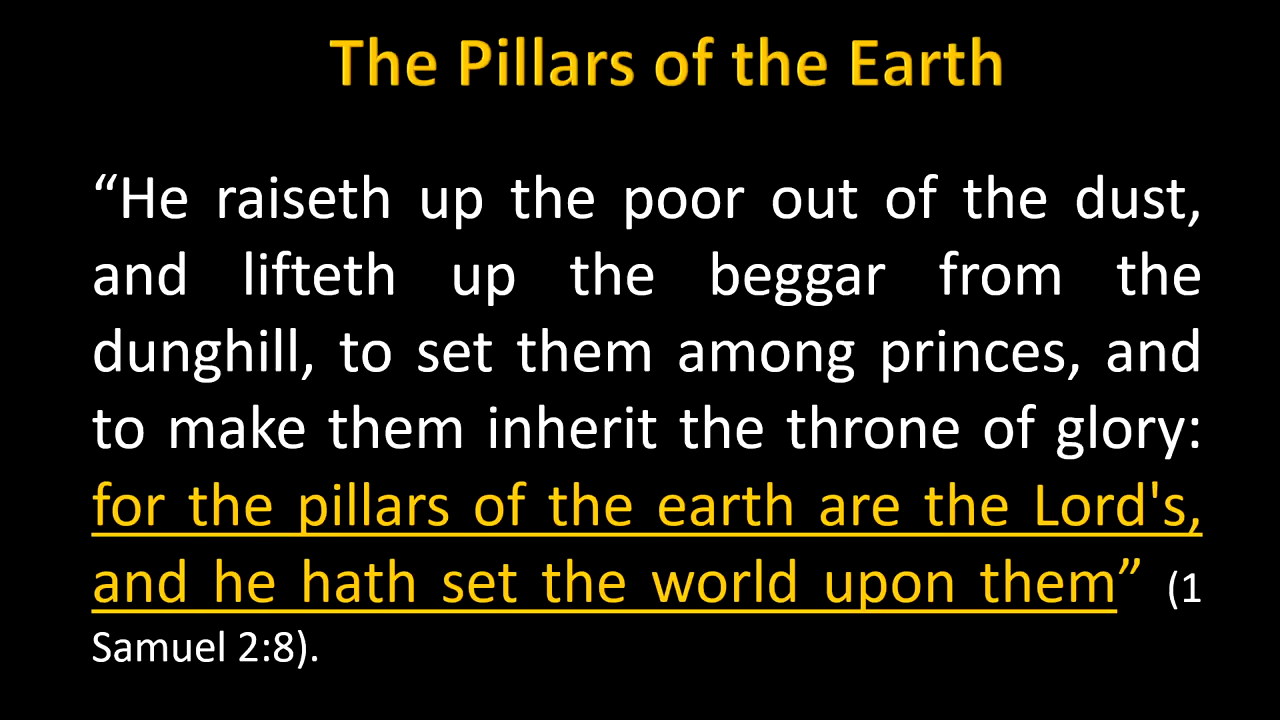 The Pillars of the Earth
“He raiseth up the poor out of the dust,
and lifteth up the beggar from the
dunghill, to set them among princes, and
to make them inherit the throne of glory:
for the pillars of the earth are the Lord's,
and he hath set the world upon them” (1
Samuel 2:8).